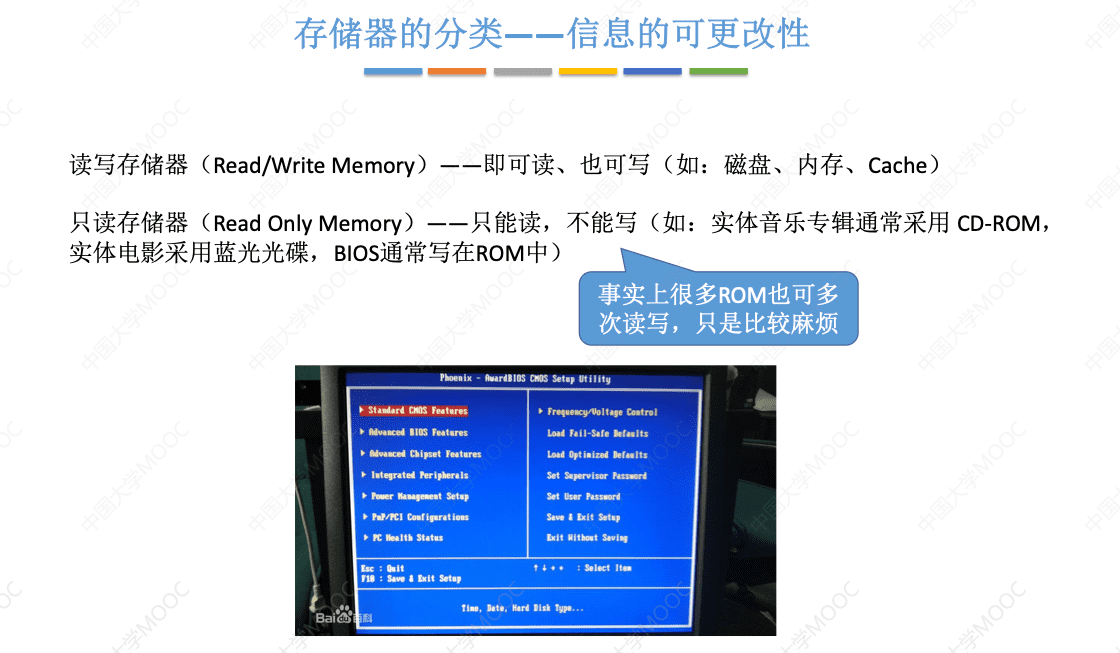 存储器的分类——信息的可更改性
读写存储器（Read/Write Memory）——即可读、也可写（如：磁盘、内存、Cache）
只读存储器（Read Only Memory）——只能读，不能写（如：实体音乐专辑通常采用 CD-ROM，
实体电影采用蓝光光碟，BIOS通常写在ROM中）
事实上很多ROM也可多
次读写，只是比较麻烦
Phoenix - AwardBIOS CMOS Setup Utility
Standard CMOS Features
Advanced BIOS Features
Advanced Chipset Features
Integrated Peripherals
Power Management Setup
PnP/PCI Configurations
PC Health Status
Frequency/Voltage Control
Load Fail-Safe Defaults
Load Optimized Defaults
Set Supervisor Password
Set User Password
Save & Exit Setup
Exit Without Saving
Esc : Quit
F10 : Save & Exit Setup
↑ ↓ → ← : Select Item
Time, Date, Hard Disk Type...
Bai du 百科
中国大学MOOC